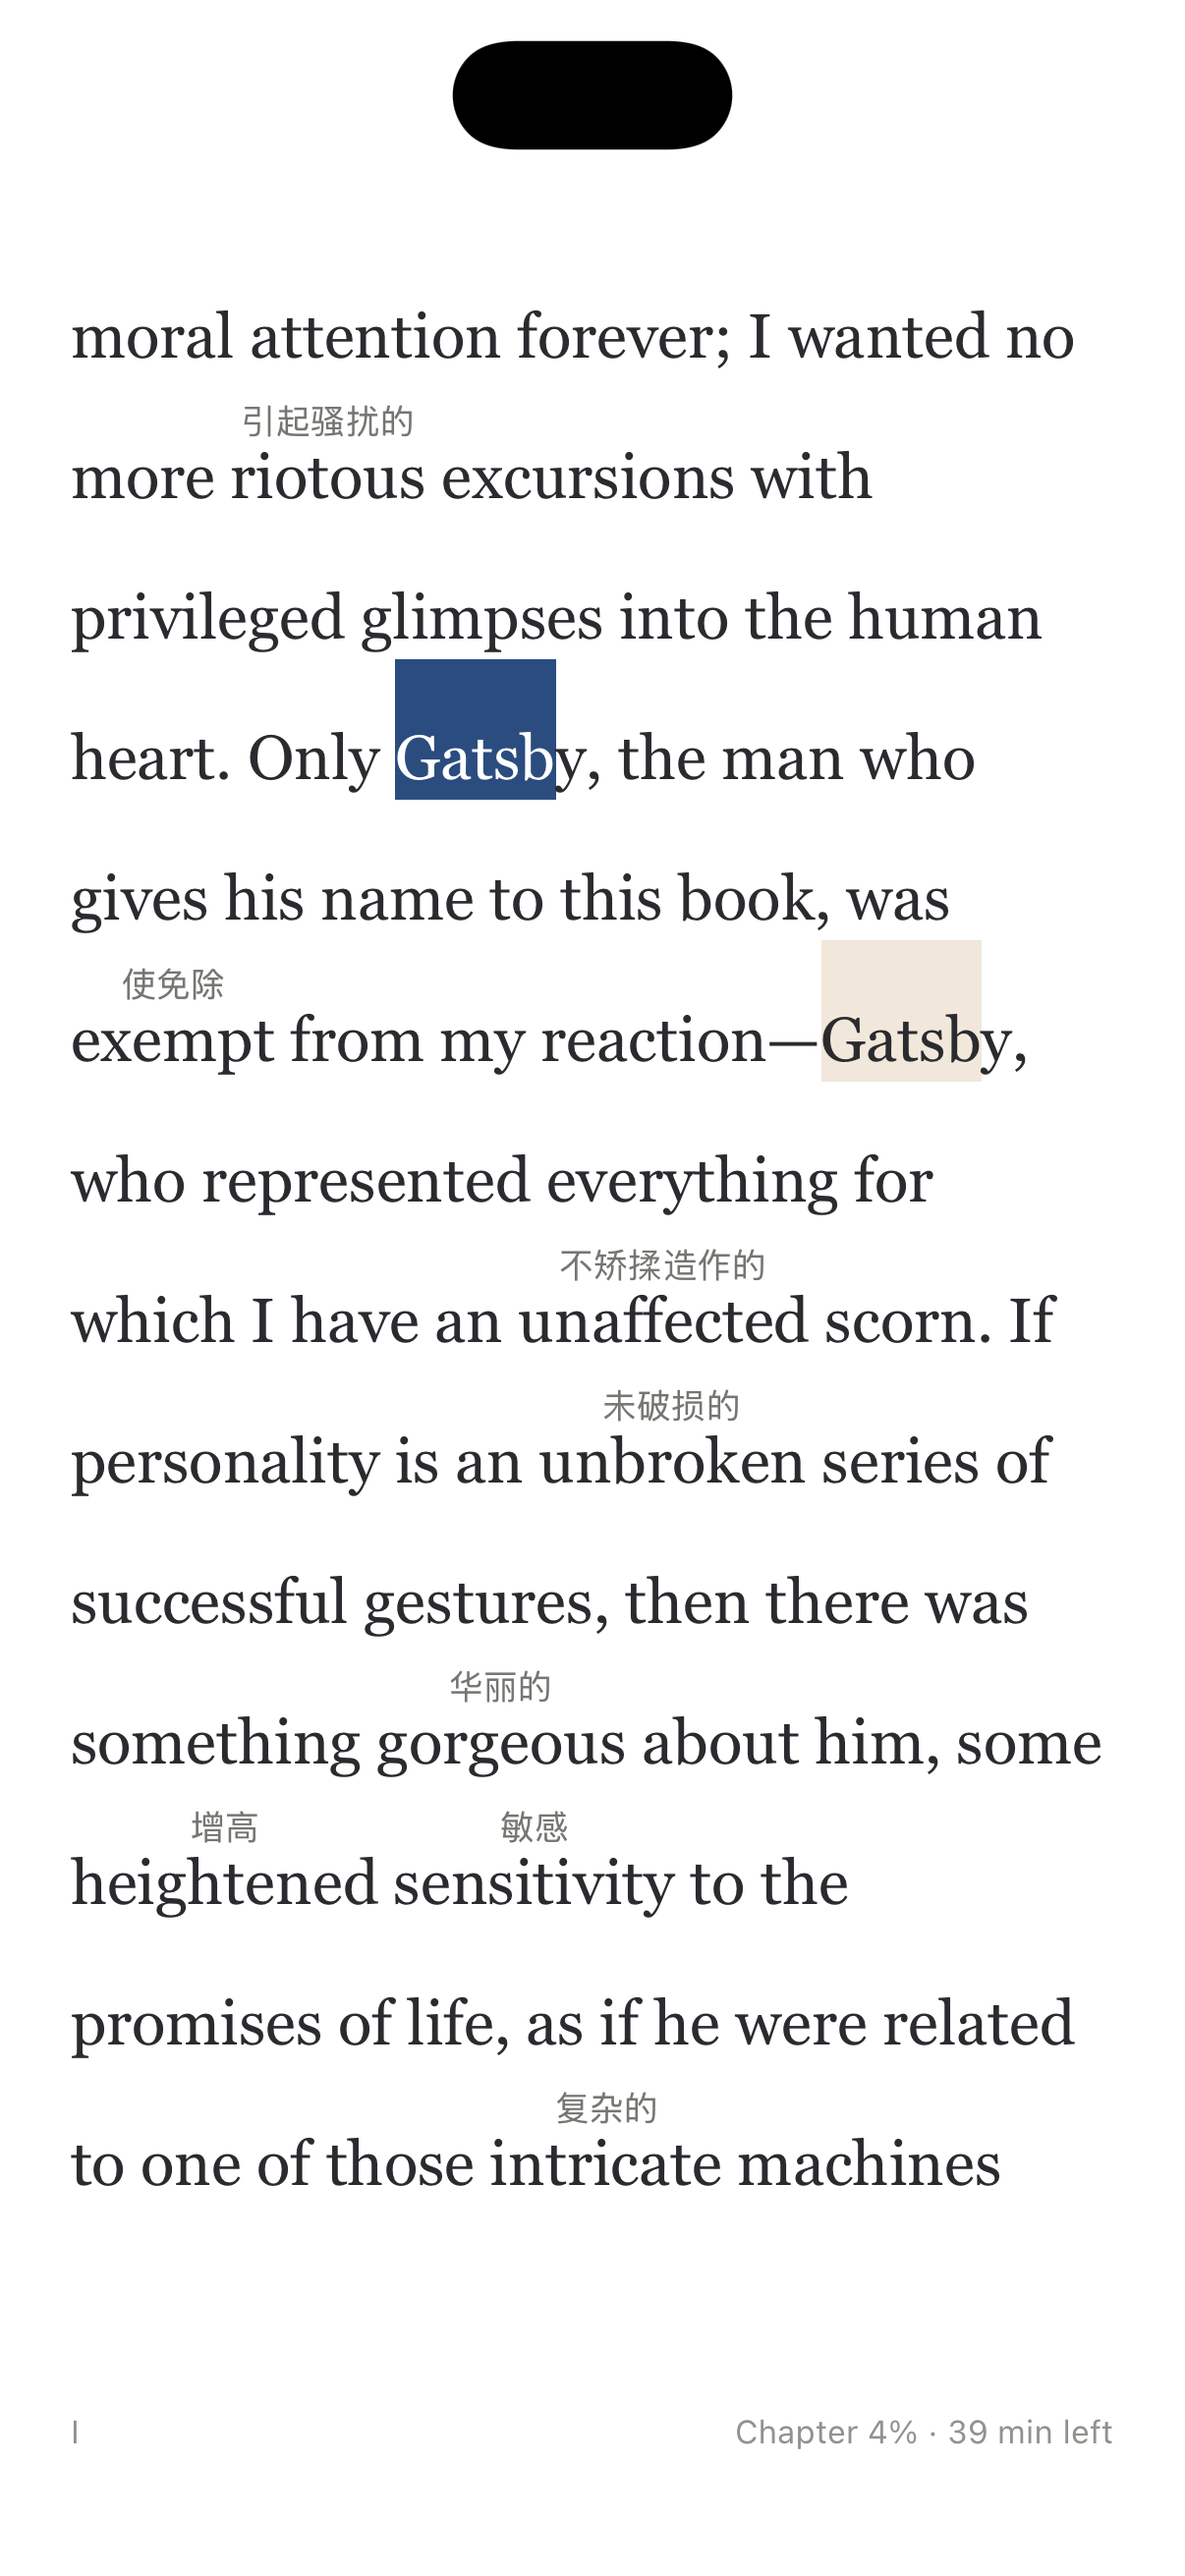 moral attention forever; I wanted no
引起骚扰的
more riotous excursions with
privileged glimpses into the human
heart. Only Gatsby, the man who
gives his name to this book, was
使免除
exempt from my reaction—Gatsby,
who represented everything for
不矫揉造作的
which I have an unaffected scorn. If
未破损的
personality is an unbroken series of
successful gestures, then there was
华丽的
something gorgeous about him, some
增高 敏感
heightened sensitivity to the
promises of life, as if he were related
复杂的
to one of those intricate machines
I Chapter 4% · 39 min left